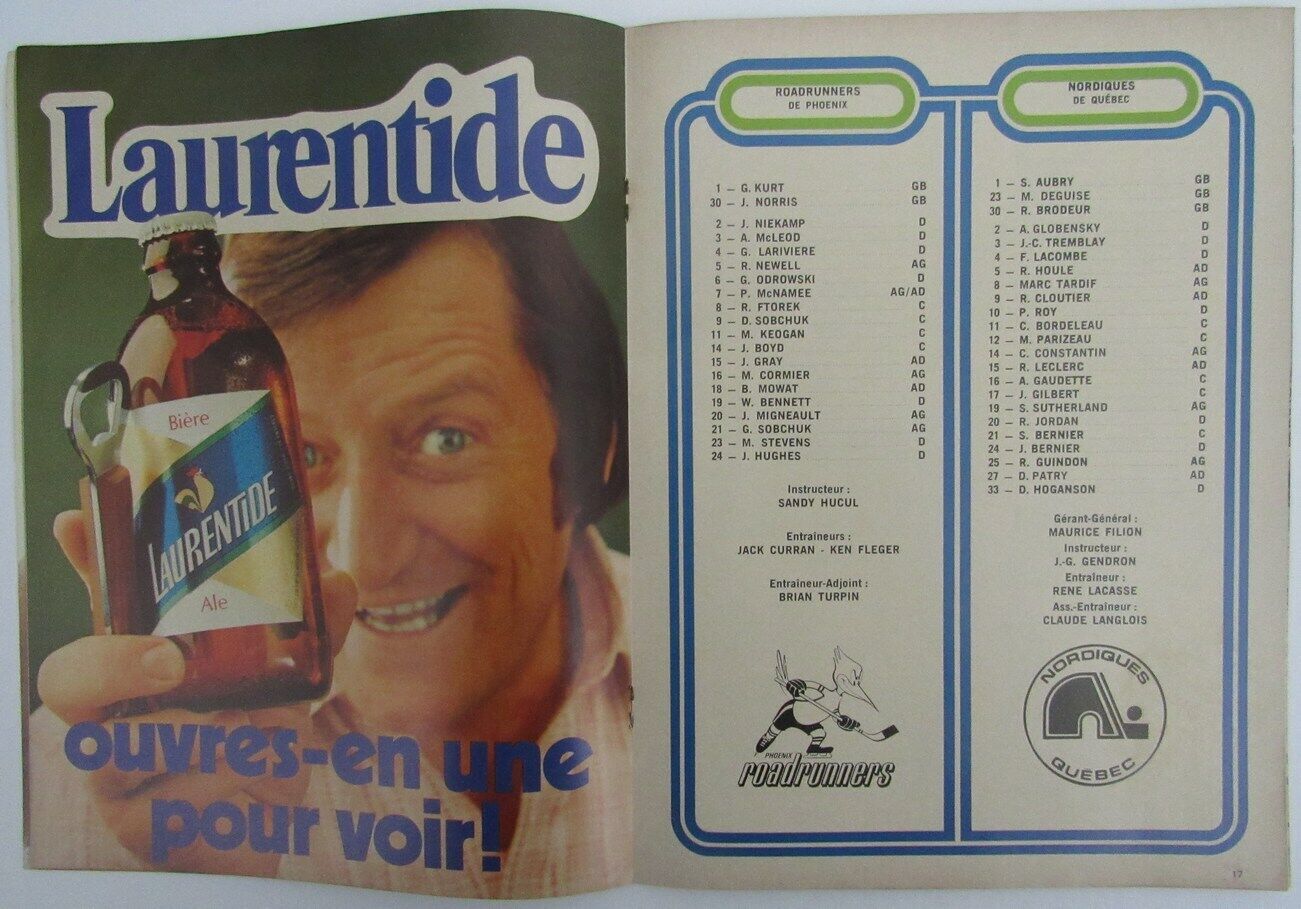 Laurentide
Bière
LAURENTIDE
Ale
ouvres-en une
pour voir!
ROADRUNNERS
DE PHOENIX
1 — G. KURT GB
30 — J. NORRIS GB
2 — J. NIEKAMP D
3 — A. McLEOD D
4 — G. LARIVIERE D
5 — R. NEWELL AG
6 — G. ODROWSKI D
7 — P. McNAMEE AG/AD
8 — R. FTOREK C
9 — D. SOBCHUK C
11 — M. KEOGAN C
14 — J. BOYD C
15 — J. GRAY AD
16 — M. CORMIER AG
18 — B. MOWAT AD
19 — W. BENNETT D
20 — J. MIGNEAULT AG
21 — G. SOBCHUK AG
23 — M. STEVENS D
24 — J. HUGHES D
Instructeur :
SANDY HUCUL
Entraîneurs :
JACK CURRAN - KEN FLEGER
Entraîneur-Adjoint :
BRIAN TURPIN
PHOENIX
roadrunners
NORDIQUES
DE QUÉBEC
1 — S. AUBRY GB
23 — M. DEGUISE GB
30 — R. BRODEUR GB
2 — A. GLOBENSKY D
3 — J.-C. TREMBLAY D
4 — F. LACOMBE D
5 — R. HOULE AD
8 — MARC TARDIF AG
9 — R. CLOUTIER AD
10 — P. ROY D
11 — C. BORDELEAU C
12 — M. PARIZEAU C
14 — C. CONSTANTIN AG
15 — R. LECLERC AD
16 — A. GAUDETTE C
17 — J. GILBERT C
19 — S. SUTHERLAND AG
20 — R. JORDAN D
21 — S. BERNIER C
24 — J. BERNIER D
25 — R. GUINDON AG
27 — D. PATRY AD
33 — D. HOGANSON D
Gérant-Général :
MAURICE FILION
Instructeur :
J.-G. GENDRON
Entraîneur :
RENE LACASSE
Ass.-Entraîneur :
CLAUDE LANGLOIS
NORDIQUES
QUÉBEC
17